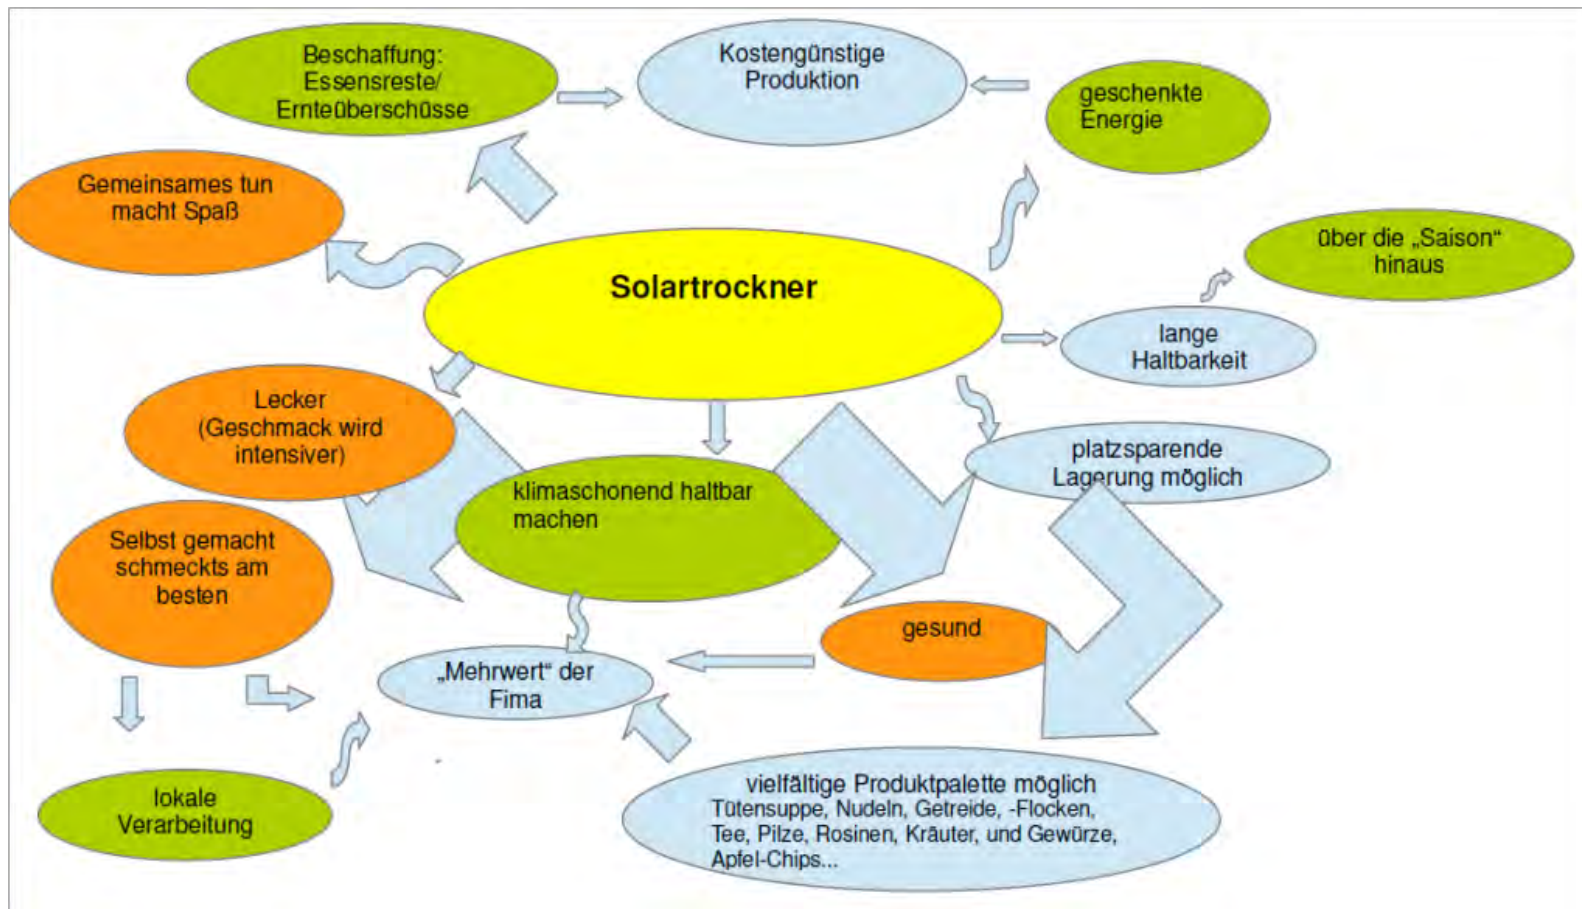 Beschaffung:
Essensreste/
Ernteüberschüsse
Kostengünstige
Produktion
geschenkte
Energie
Gemeinsames tun
macht Spaß
über die „Saison“
hinaus
Solartrockner
lange
Haltbarkeit
Lecker
(Geschmack wird
intensiver)
platzsparende
Lagerung möglich
klimaschonend haltbar
machen
Selbst gemacht
schmeckts am
besten
gesund
„Mehrwert“ der
Fima
vielfältige Produktpalette möglich
Tütensuppe, Nudeln, Getreide, -Flocken,
Tee, Pilze, Rosinen, Kräuter, und Gewürze,
Apfel-Chips...
lokale
Verarbeitung